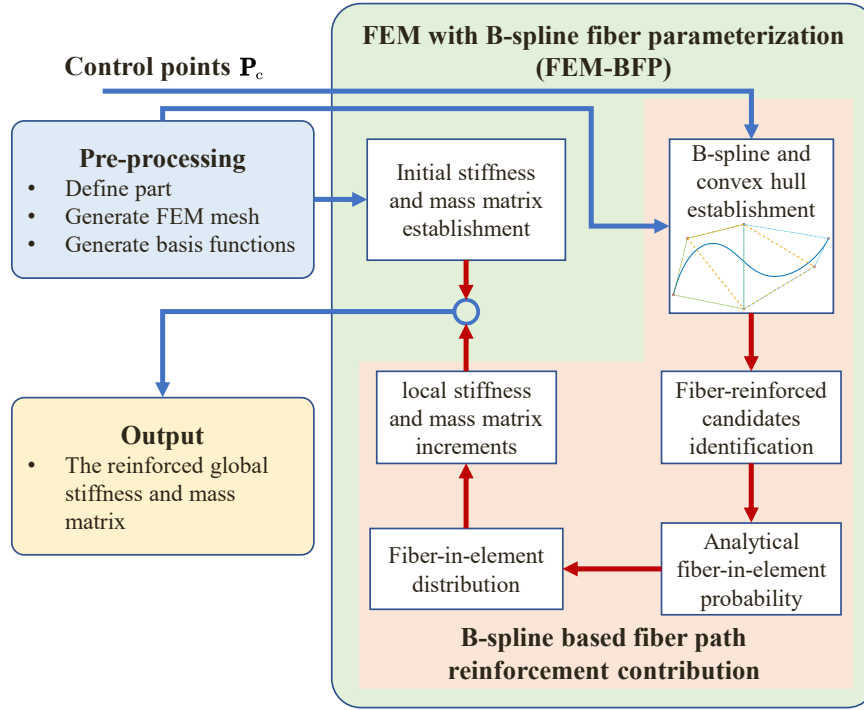 FEM with B-spline fiber parameterization
(FEM-BFP)
Control points P_c
Pre-processing
• Define part
• Generate FEM mesh
• Generate basis functions
Initial stiffness
and mass matrix
establishment
B-spline and
convex hull
establishment
local stiffness
and mass matrix
increments
Fiber-reinforced
candidates
identification
Output
• The reinforced global
stiffness and mass
matrix
Fiber-in-element
distribution
Analytical
fiber-in-element
probability
B-spline based fiber path
reinforcement contribution